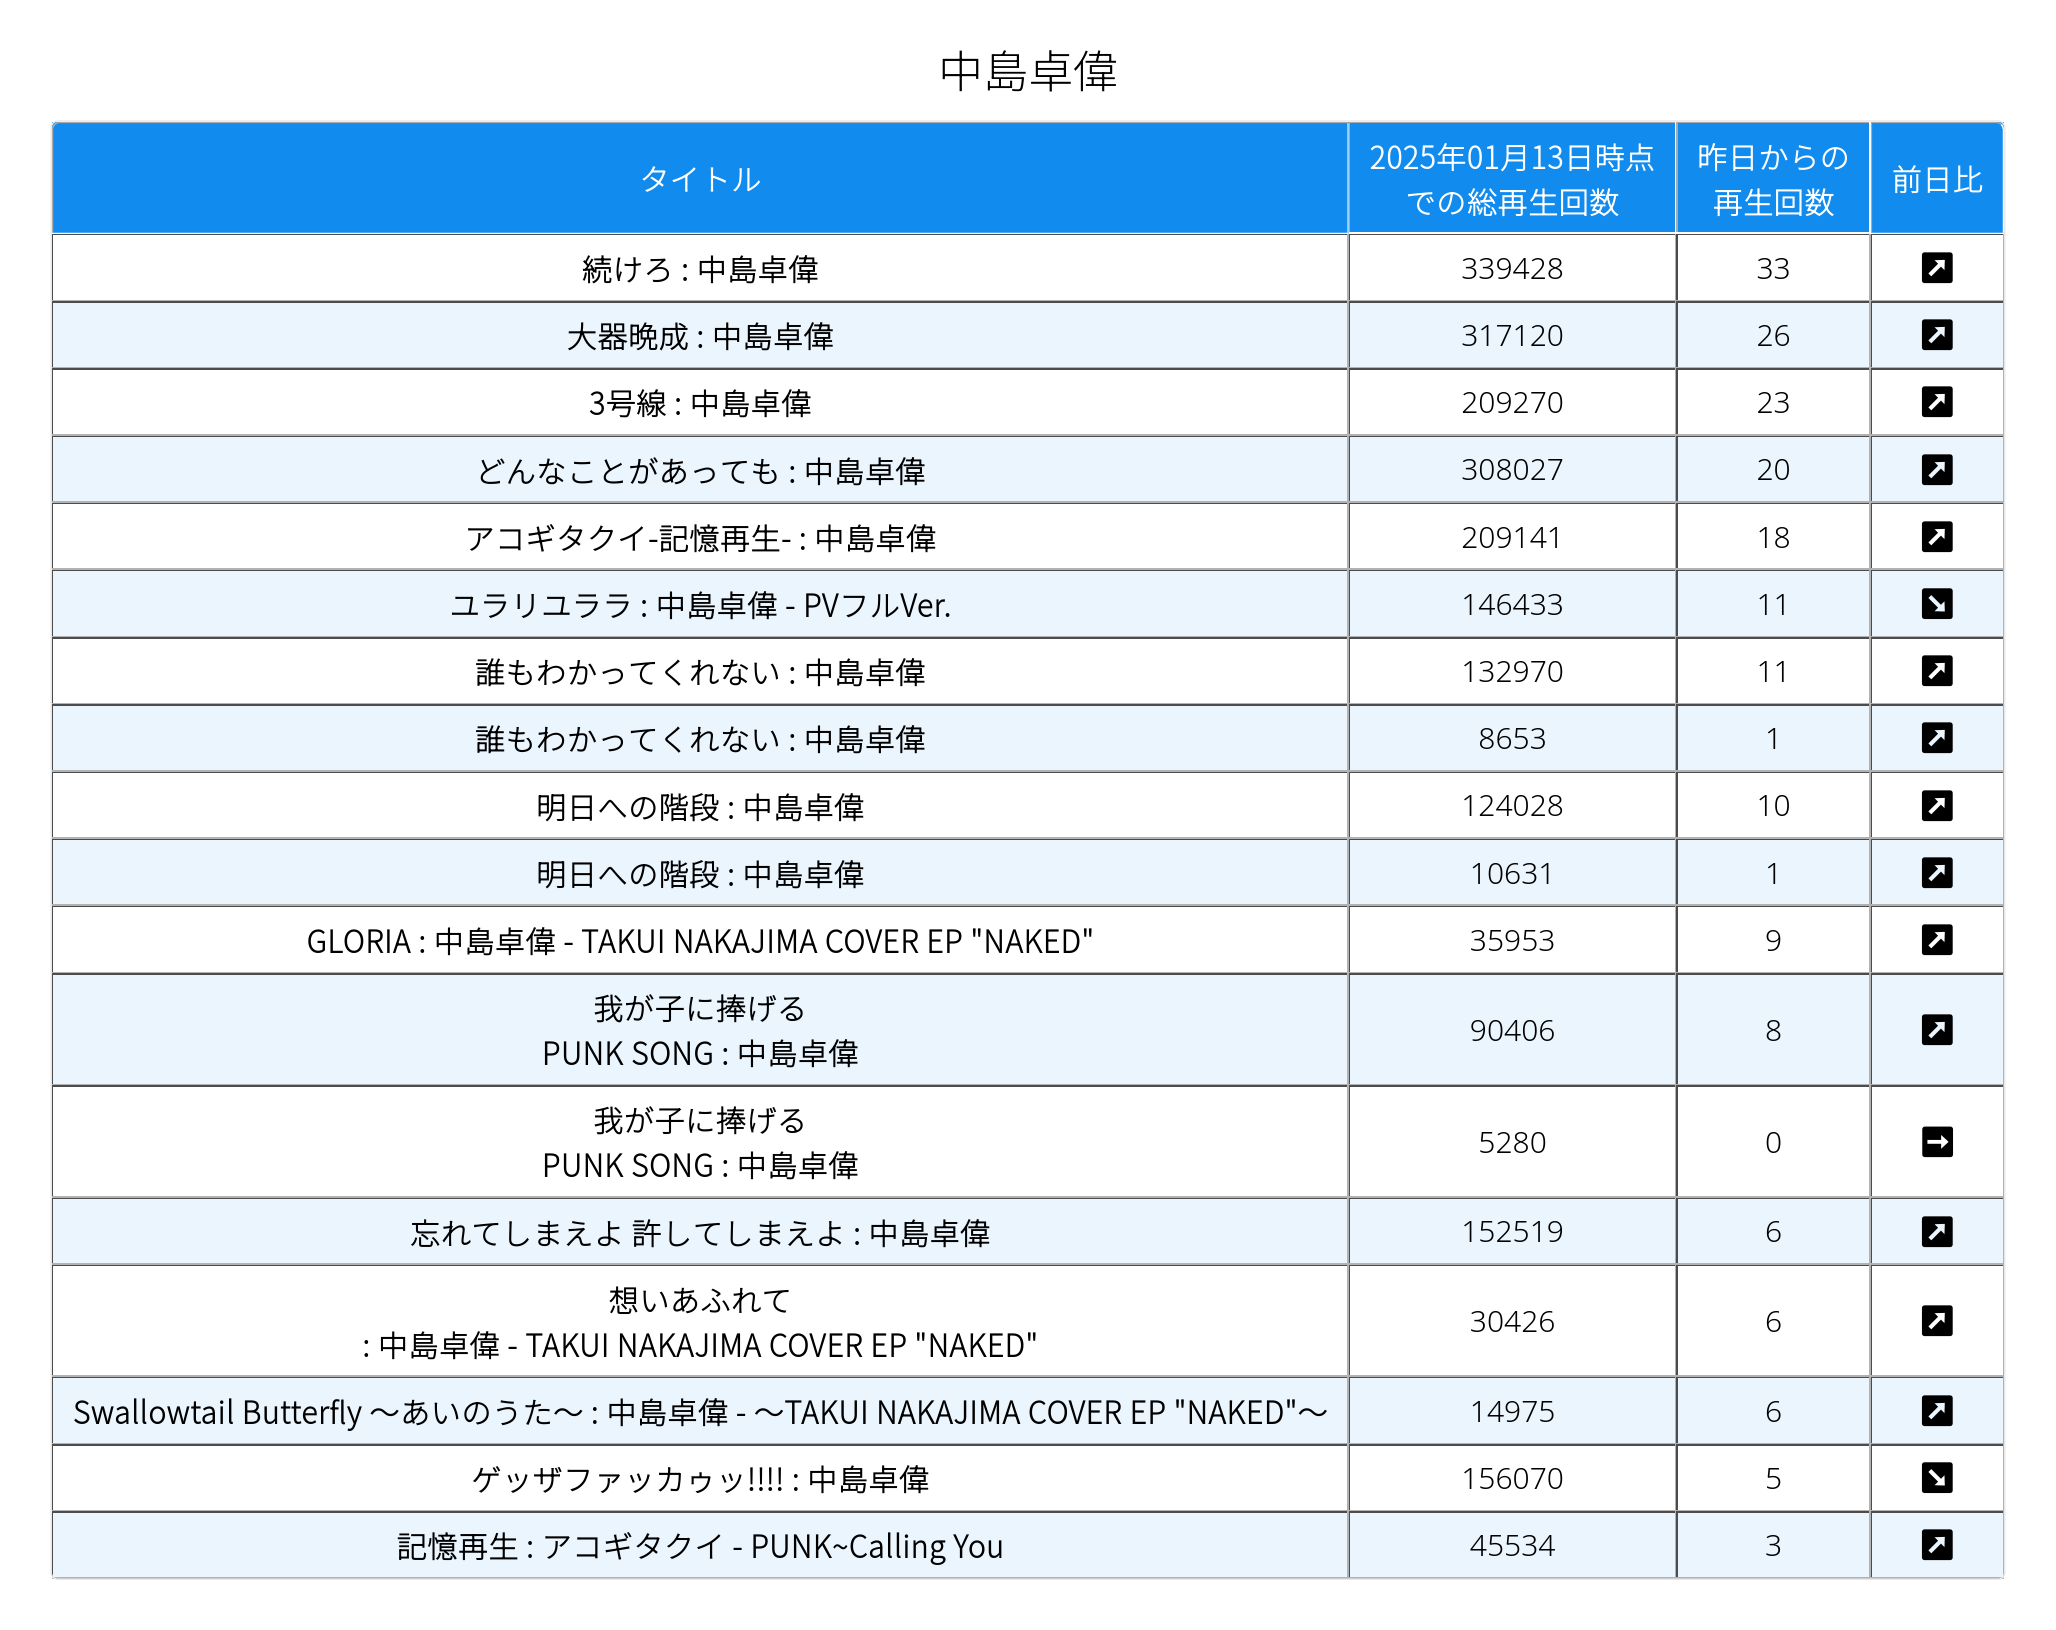 中島卓偉
タイトル
2025年01月13日時点
での総再生回数
昨日からの
再生回数
前日比
続けろ : 中島卓偉 339428 33
大器晩成 : 中島卓偉 317120 26
3号線 : 中島卓偉 209270 23
どんなことがあっても : 中島卓偉 308027 20
アコギタクイ-記憶再生- : 中島卓偉 209141 18
ユラリユララ : 中島卓偉 - PVフルVer. 146433 11
誰もわかってくれない : 中島卓偉 132970 11
誰もわかってくれない : 中島卓偉 8653 1
明日への階段 : 中島卓偉 124028 10
明日への階段 : 中島卓偉 10631 1
GLORIA : 中島卓偉 - TAKUI NAKAJIMA COVER EP "NAKED" 35953 9
我が子に捧げる
PUNK SONG : 中島卓偉 90406 8
我が子に捧げる
PUNK SONG : 中島卓偉 5280 0
忘れてしまえよ 許してしまえよ : 中島卓偉 152519 6
想いあふれて
: 中島卓偉 - TAKUI NAKAJIMA COVER EP "NAKED" 30426 6
Swallowtail Butterfly ～あいのうた～ : 中島卓偉 - ～TAKUI NAKAJIMA COVER EP "NAKED"～ 14975 6
ゲッザファッカゥッ!!!! : 中島卓偉 156070 5
記憶再生 : アコギタクイ - PUNK~Calling You 45534 3